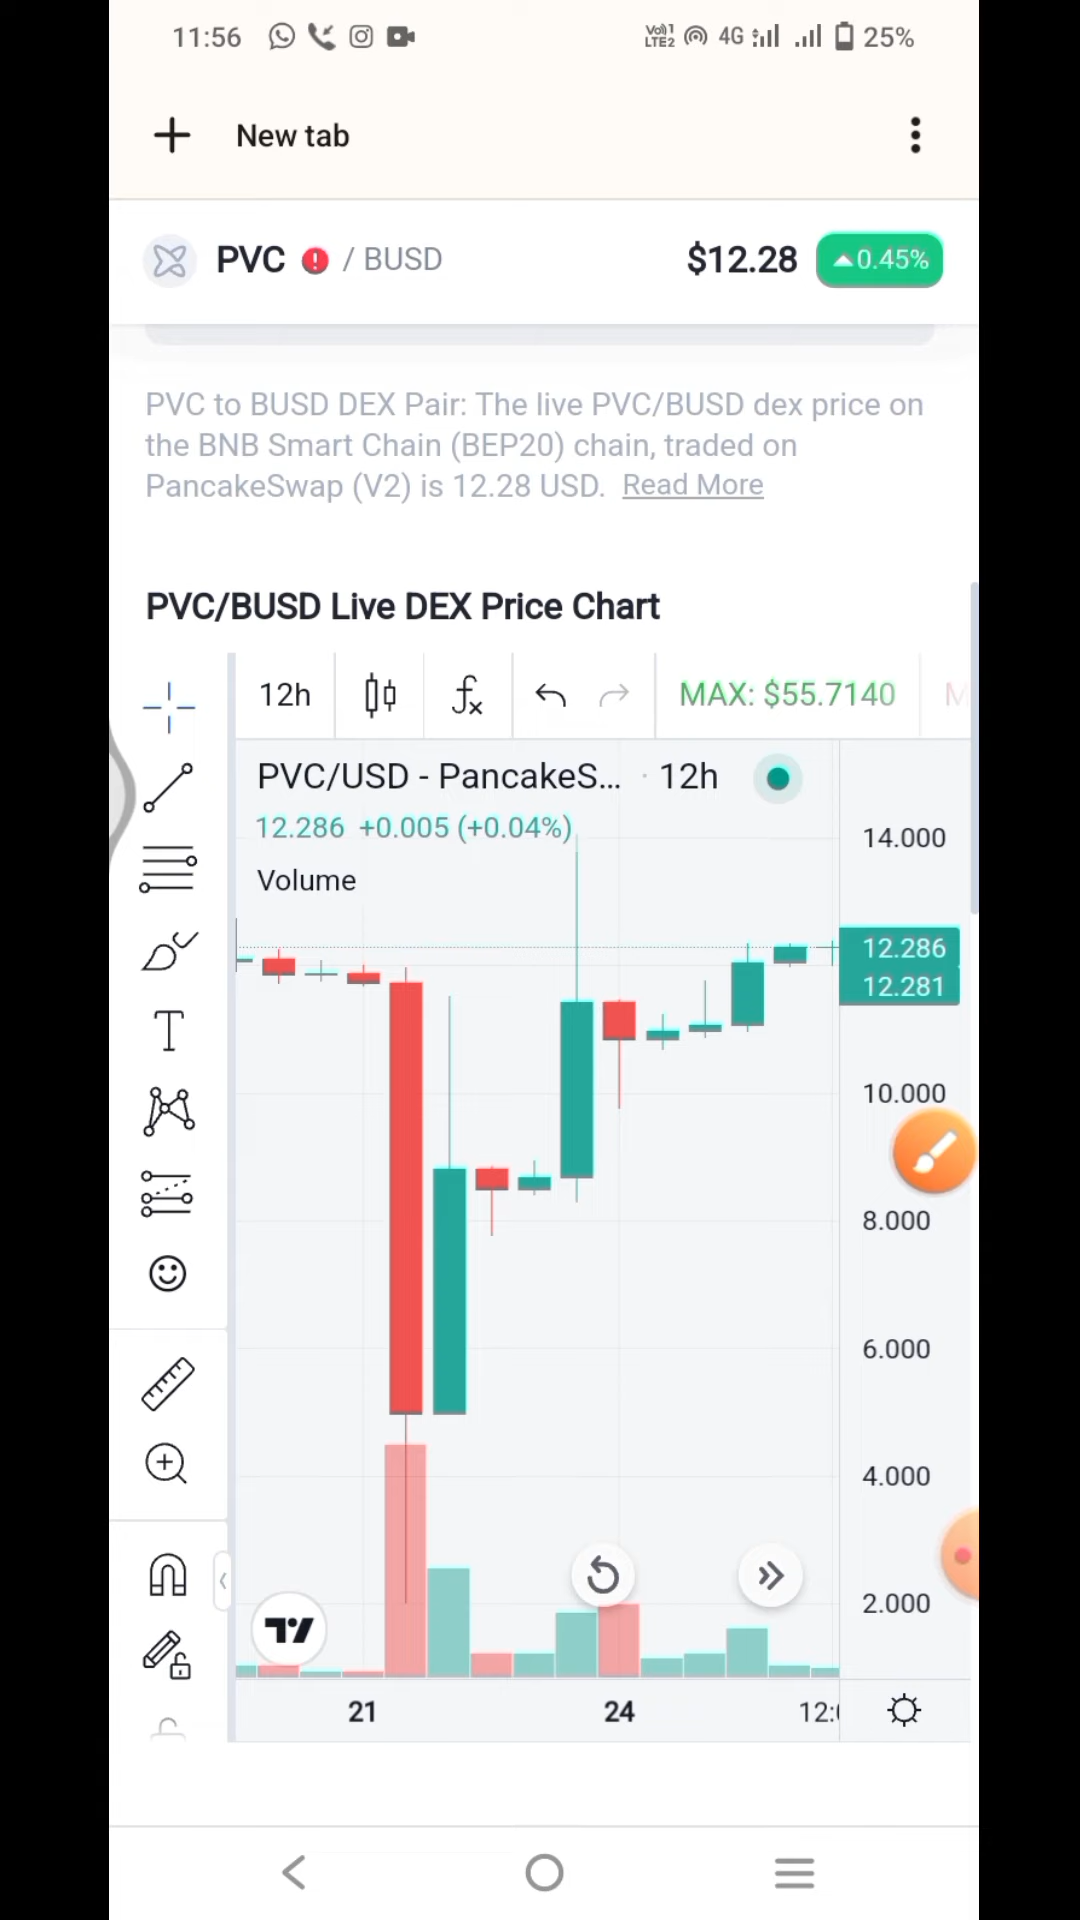 11:56 Vol) 1 LTE2 4G 25%
New tab
PVC / BUSD $12.28 0.45%
PVC to BUSD DEX Pair: The live PVC/BUSD dex price on
the BNB Smart Chain (BEP20) chain, traded on
PancakeSwap (V2) is 12.28 USD. Read More
PVC/BUSD Live DEX Price Chart
12h MAX: $55.7140
PVC/USD - PancakeS... · 12h
12.286 +0.005 (+0.04%)
Volume
14.000
12.286
12.281
10.000
8.000
6.000
4.000
2.000
21 24